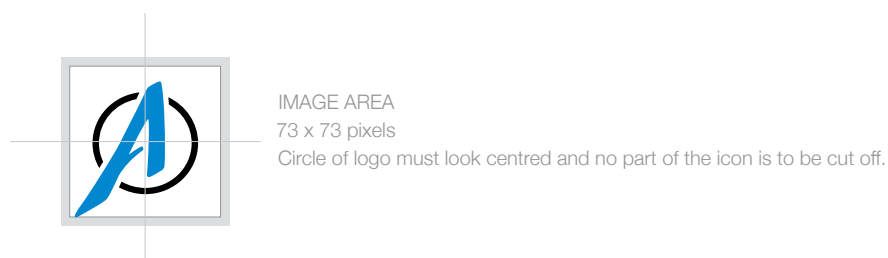 IMAGE AREA
73 x 73 pixels
Circle of logo must look centred and no part of the icon is to be cut off.